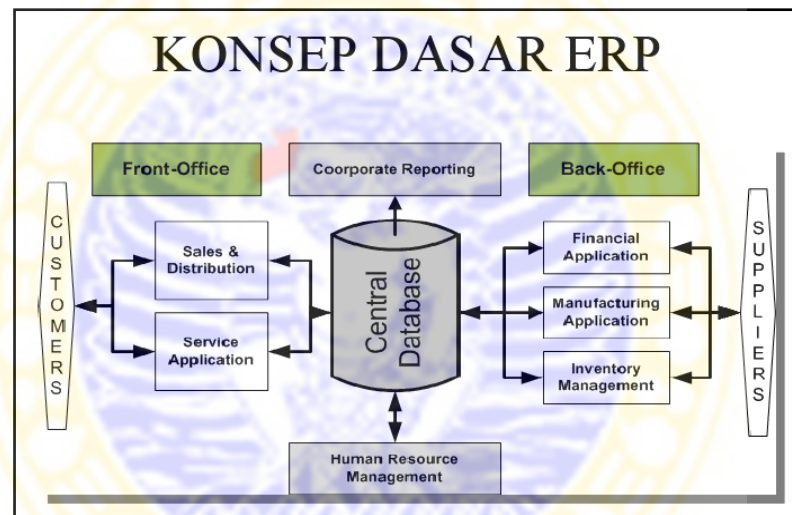 KONSEP DASAR ERP
Front-Office
Coorporate Reporting
Back-Office
CUSTOMERS
Sales &
Distribution
Service
Application
Central
Database
Financial
Application
Manufacturing
Application
Inventory
Management
SUPPLIERS
Human Resource
Management